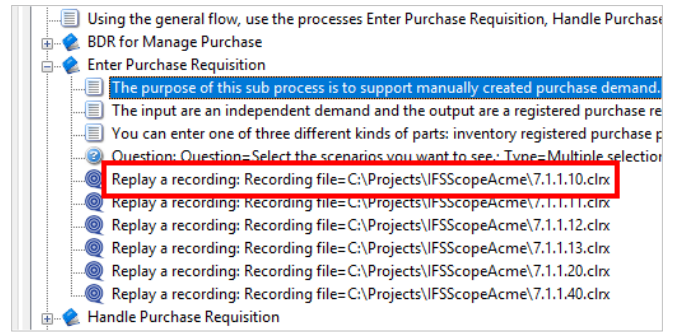 Using the general flow, use the processes Enter Purchase Requisition, Handle Purchase
BDR for Manage Purchase
Enter Purchase Requisition
The purpose of this sub process is to support manually created purchase demand.
The input are an independent demand and the output are a registered purchase re
You can enter one of three different kinds of parts: inventory registered purchase p
Question: Question=Select the scenarios you want to see.; Type=Multiple selection
Replay a recording: Recording file=C:\Projects\IFSScopeAcme\7.1.1.10.clrx
Replay a recording: Recording file=C:\Projects\IFSScopeAcme\7.1.1.11.clrx
Replay a recording: Recording file=C:\Projects\IFSScopeAcme\7.1.1.12.clrx
Replay a recording: Recording file=C:\Projects\IFSScopeAcme\7.1.1.13.clrx
Replay a recording: Recording file=C:\Projects\IFSScopeAcme\7.1.1.20.clrx
Replay a recording: Recording file=C:\Projects\IFSScopeAcme\7.1.1.40.clrx
Handle Purchase Requisition